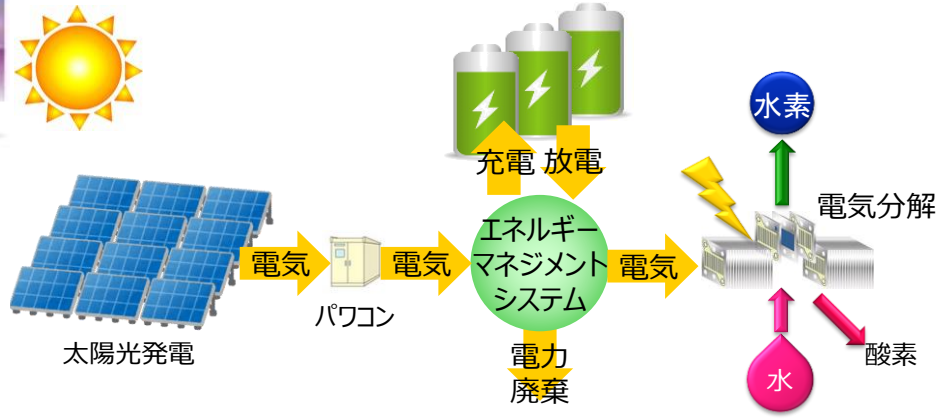 水素
充電
放電
電気分解
エネルギー
マネジメント
システム
電気
電気
電気
パワコン
太陽光発電
電力
廃棄
水
酸素